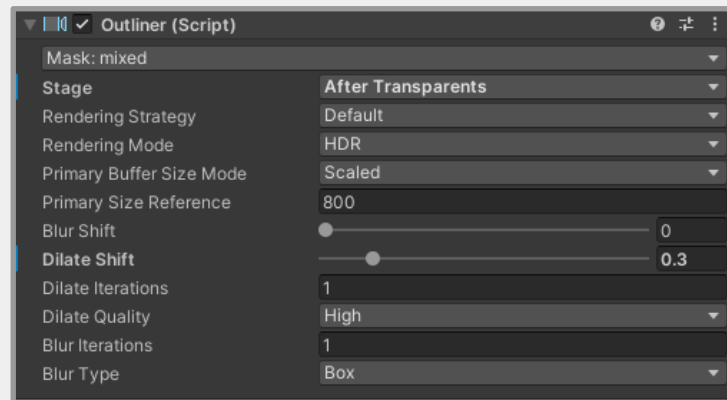 Outliner (Script)
Mask: mixed
Stage After Transparents
Rendering Strategy Default
Rendering Mode HDR
Primary Buffer Size Mode Scaled
Primary Size Reference 800
Blur Shift 0
Dilate Shift 0.3
Dilate Iterations 1
Dilate Quality High
Blur Iterations 1
Blur Type Box